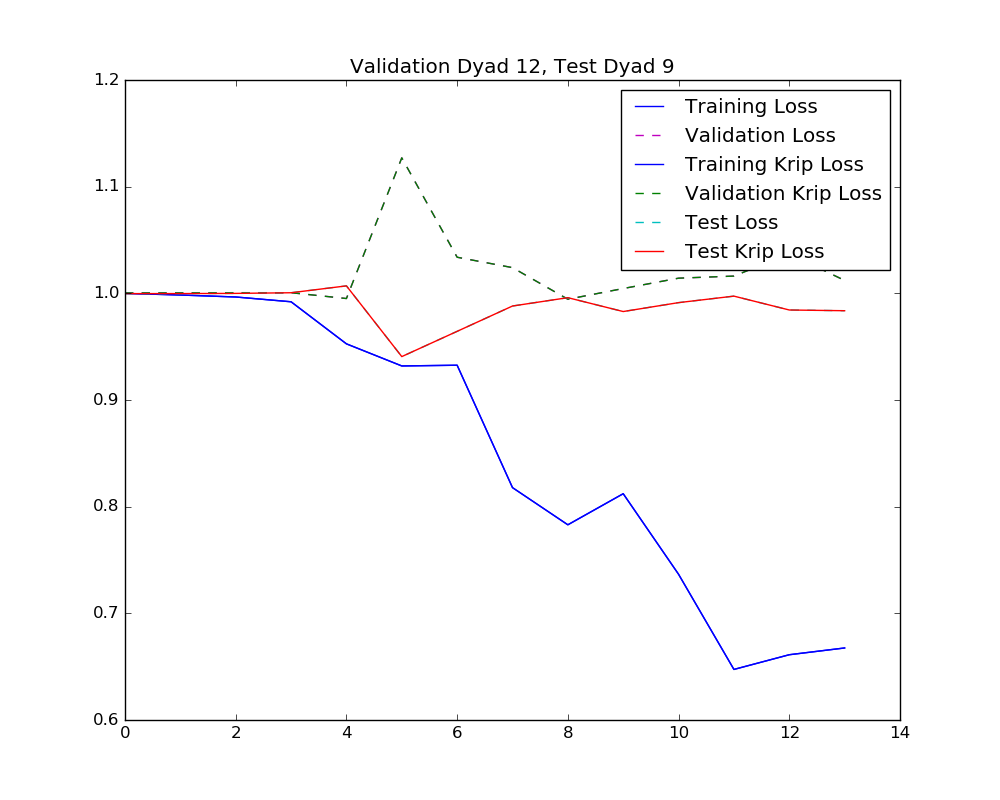 Validation Dyad 12, Test Dyad 9
1.2
1.1
1.0
0.9
0.8
0.7
0.6
Training Loss
Validation Loss
Training Krip Loss
Validation Krip Loss
Test Loss
Test Krip Loss
0 2 4 6 8 10 12 14